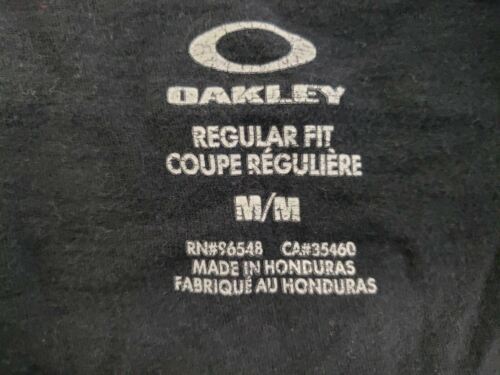 OAKLEY
REGULAR FIT
COUPE RÉGULIÈRE
M/M
RN#96548 CA#35460
MADE IN HONDURAS
FABRIQUÉ AU HONDURAS